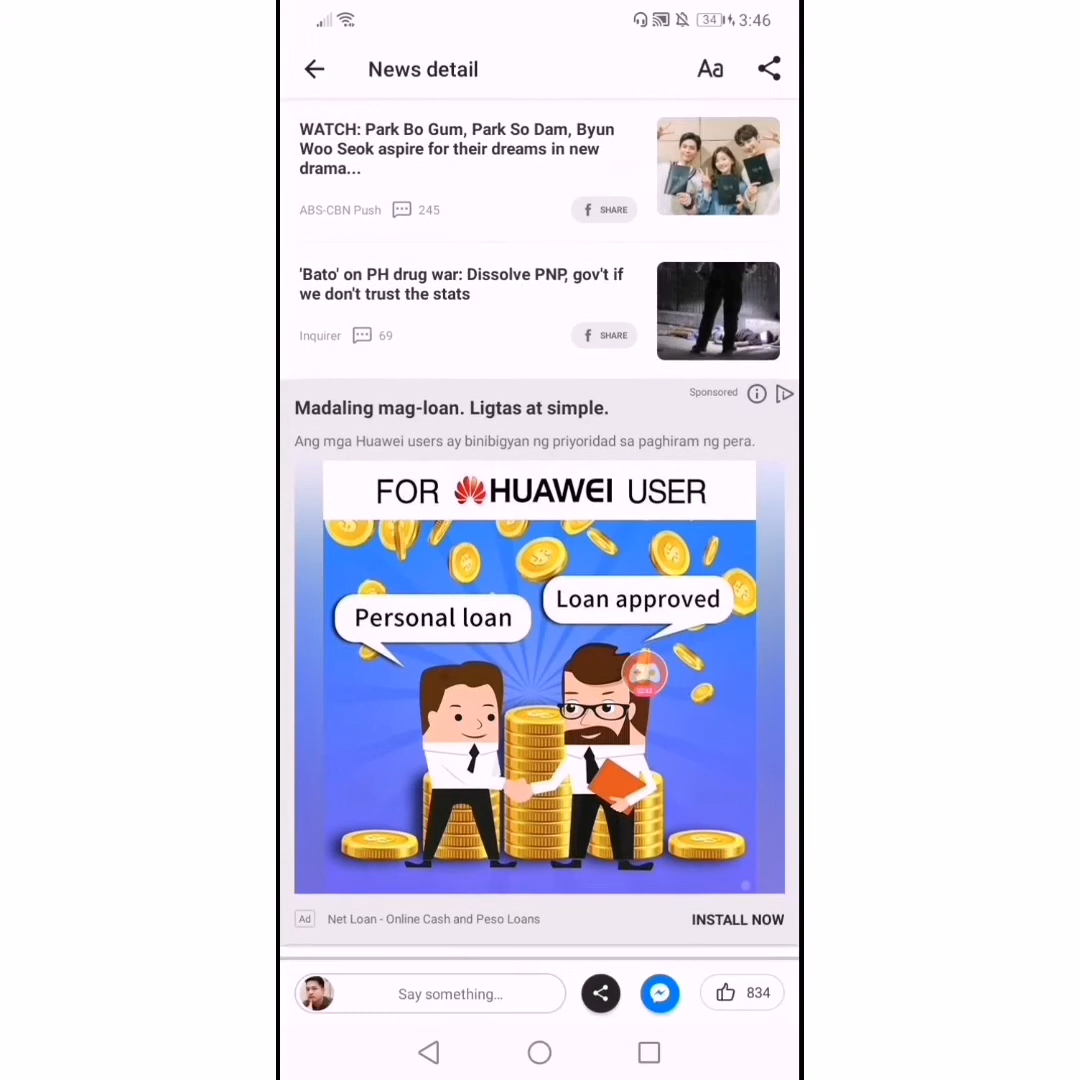 34 3:46
News detail Aa
WATCH: Park Bo Gum, Park So Dam, Byun
Woo Seok aspire for their dreams in new
drama...
ABS-CBN Push 245 SHARE
'Bato' on PH drug war: Dissolve PNP, gov't if
we don't trust the stats
Inquirer 69 SHARE
Sponsored
Madaling mag-loan. Ligtas at simple.
Ang mga Huawei users ay binibigyan ng priyoridad sa paghiram ng pera.
FOR HUAWEI USER
Loan approved
Personal loan
Ad Net Loan - Online Cash and Peso Loans INSTALL NOW
Say something... 834